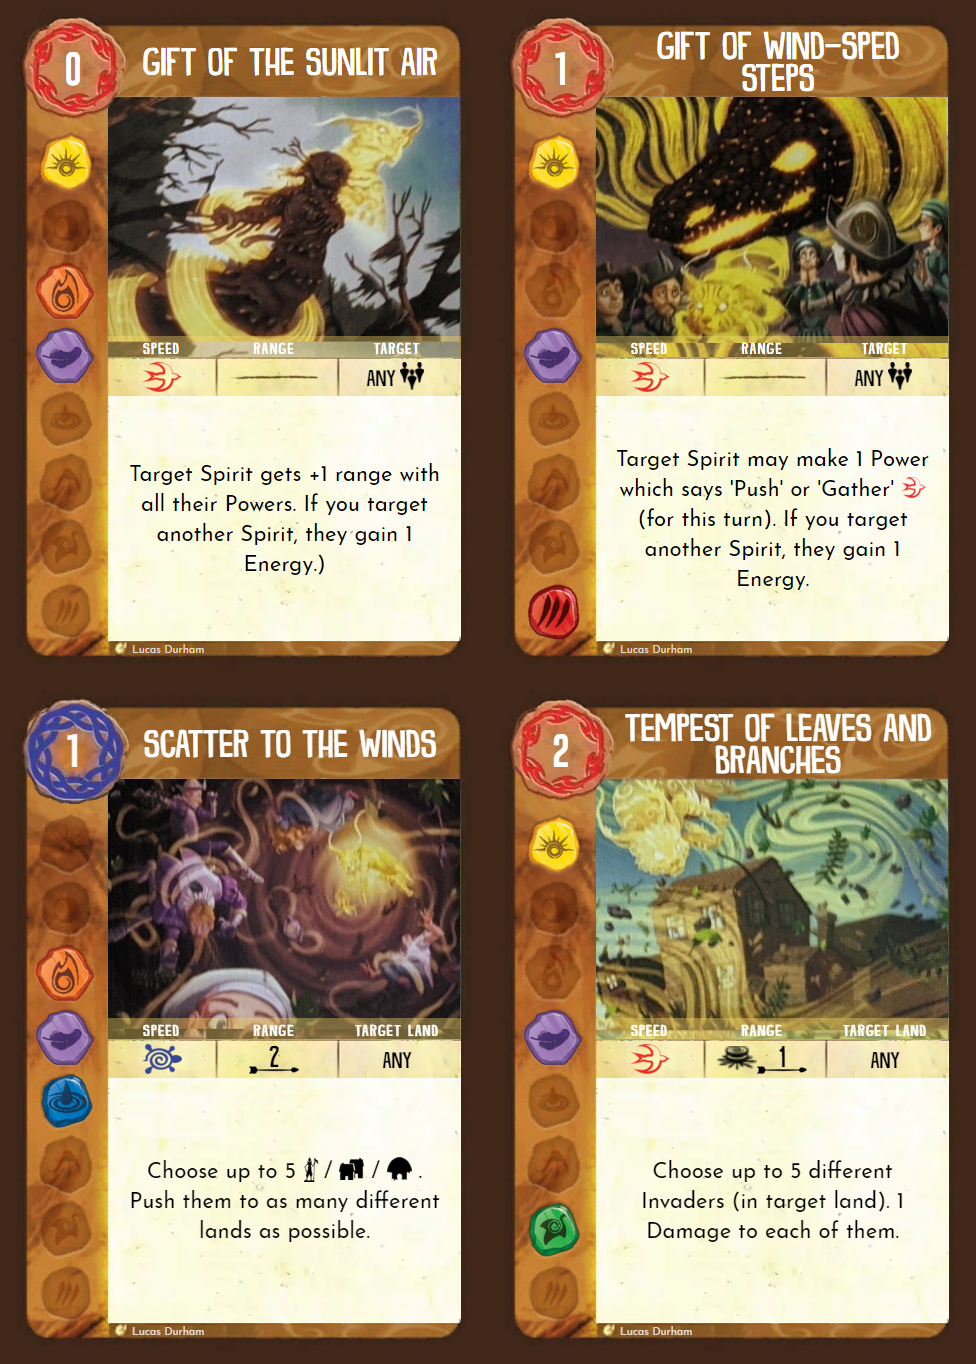 0
GIFT OF THE SUNLIT AIR
SPEED RANGE TARGET
ANY
Target Spirit gets +1 range with
all their Powers. If you target
another Spirit, they gain 1
Energy.)
Lucas Durham
1
GIFT OF WIND-SPED
STEPS
SPEED RANGE TARGET
ANY
Target Spirit may make 1 Power
which says 'Push' or 'Gather'
(for this turn). If you target
another Spirit, they gain 1
Energy.
Lucas Durham
1
SCATTER TO THE WINDS
SPEED RANGE TARGET LAND
2 ANY
Choose up to 5 / / .
Push them to as many different
lands as possible.
Lucas Durham
2
TEMPEST OF LEAVES AND
BRANCHES
SPEED RANGE TARGET LAND
1 ANY
Choose up to 5 different
Invaders (in target land). 1
Damage to each of them.
Lucas Durham